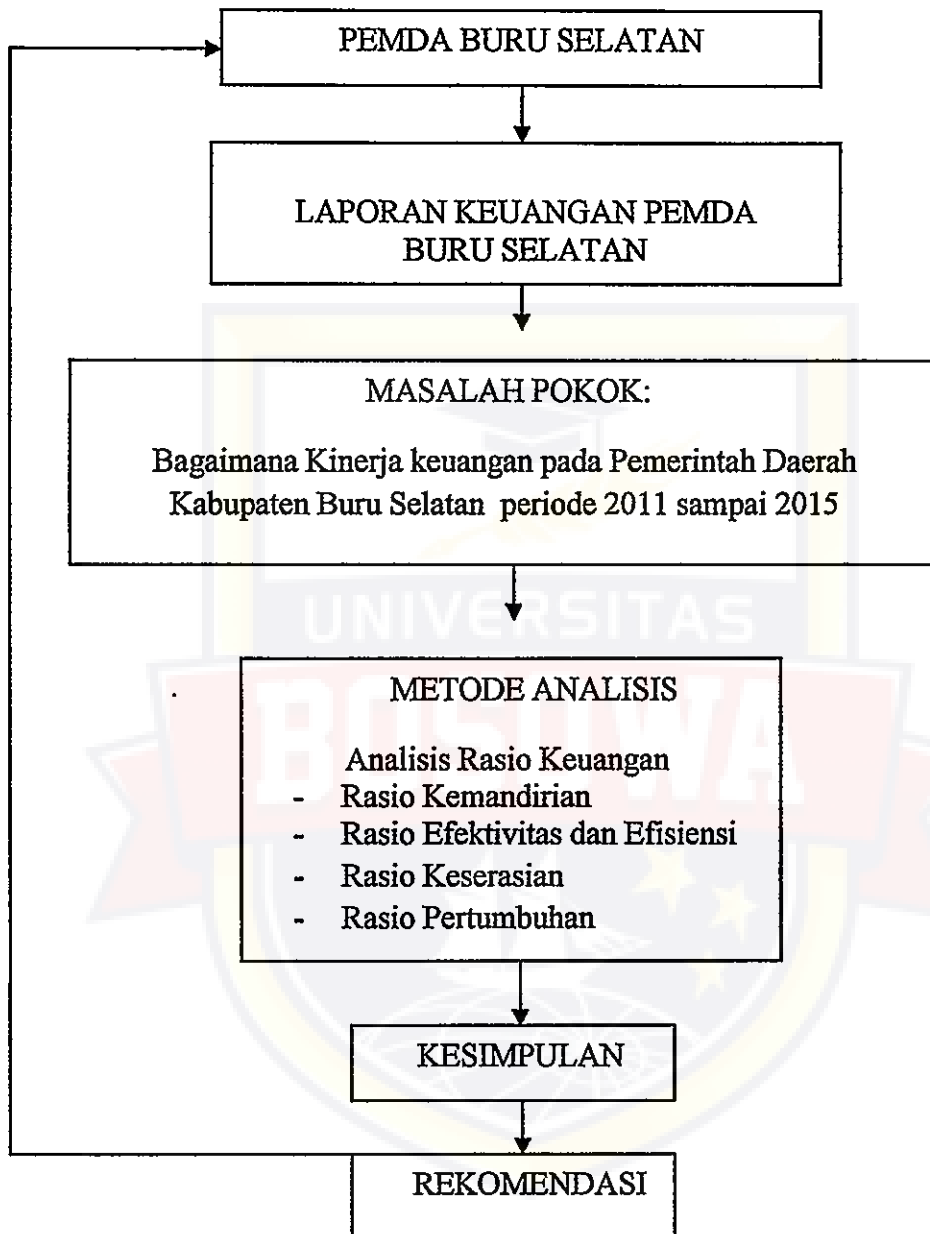 PEMDA BURU SELATAN
LAPORAN KEUANGAN PEMDA
BURU SELATAN
MASALAH POKOK:
Bagaimana Kinerja keuangan pada Pemerintah Daerah
Kabupaten Buru Selatan periode 2011 sampai 2015
UNIVERSITAS
BOSOWA
METODE ANALISIS
Analisis Rasio Keuangan
- Rasio Kemandirian
- Rasio Efektivitas dan Efisiensi
- Rasio Keserasian
- Rasio Pertumbuhan
KESIMPULAN
REKOMENDASI